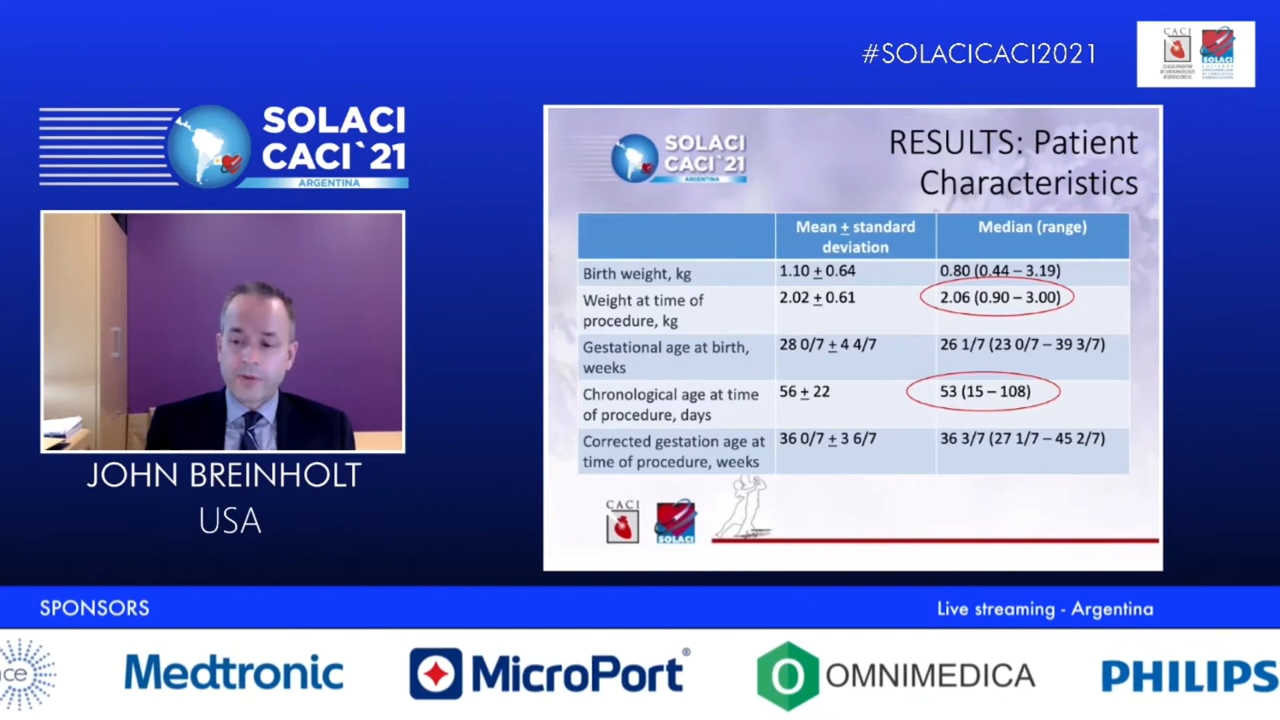 #SOLACICACI2021
CACI
SOLACI
SOLACI
CACI`21
ARGENTINA
JOHN BREINHOLT
USA
SOLACI
CACI`21
ARGENTINA
RESULTS: Patient
Characteristics
Mean + standard
deviation
Median (range)
Birth weight, kg
1.10 + 0.64
0.80 (0.44 – 3.19)
Weight at time of
procedure, kg
2.02 + 0.61
2.06 (0.90 – 3.00)
Gestational age at birth,
weeks
28 0/7 + 4 4/7
26 1/7 (23 0/7 – 39 3/7)
Chronological age at time
of procedure, days
56 + 22
53 (15 – 108)
Corrected gestation age at
time of procedure, weeks
36 0/7 + 3 6/7
36 3/7 (27 1/7 – 45 2/7)
CACI
SOLACI
SPONSORS
Live streaming - Argentina
Medtronic
MicroPort®
OMNIMEDICA
PHILIPS